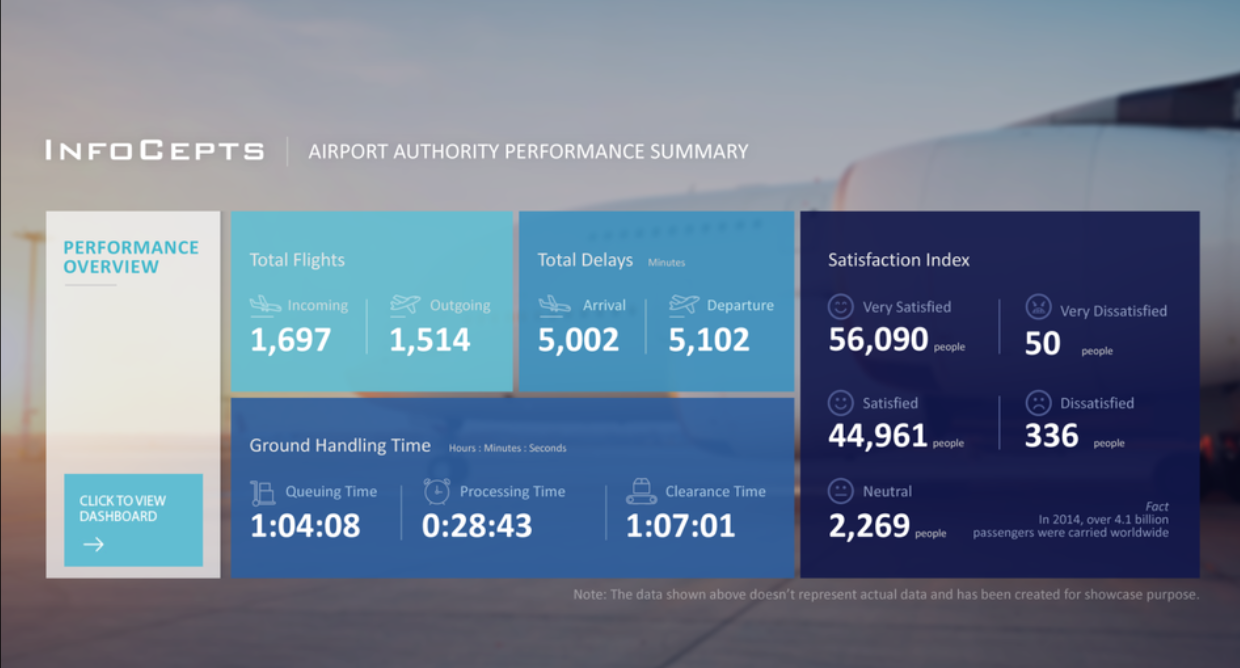 INFOCEPTS
AIRPORT AUTHORITY PERFORMANCE SUMMARY
PERFORMANCE
OVERVIEW
CLICK TO VIEW
DASHBOARD
Total Flights
Incoming
1,697
Outgoing
1,514
Total Delays Minutes
Arrival
5,002
Departure
5,102
Ground Handling Time Hours : Minutes : Seconds
Queuing Time
1:04:08
Processing Time
0:28:43
Clearance Time
1:07:01
Satisfaction Index
Very Satisfied
56,090 people
Very Dissatisfied
50 people
Satisfied
44,961 people
Dissatisfied
336 people
Neutral
2,269 people
Fact
In 2014, over 4.1 billion
passengers were carried worldwide
Note: The data shown above doesn't represent actual data and has been created for showcase purpose.